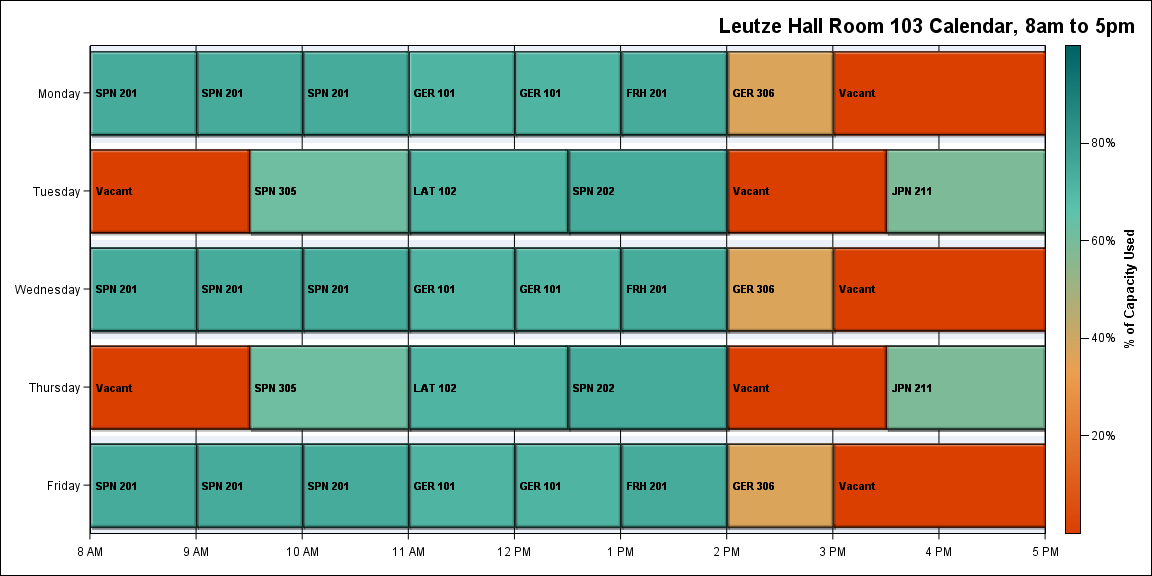 Leutze Hall Room 103 Calendar, 8am to 5pm
Monday
SPN 201 SPN 201 SPN 201 GER 101 GER 101 FRH 201 GER 306 Vacant
Tuesday
Vacant SPN 305 LAT 102 SPN 202 Vacant JPN 211
Wednesday
SPN 201 SPN 201 SPN 201 GER 101 GER 101 FRH 201 GER 306 Vacant
Thursday
Vacant SPN 305 LAT 102 SPN 202 Vacant JPN 211
Friday
SPN 201 SPN 201 SPN 201 GER 101 GER 101 FRH 201 GER 306 Vacant
8 AM 9 AM 10 AM 11 AM 12 PM 1 PM 2 PM 3 PM 4 PM 5 PM
80%
60%
40%
20%
% of Capacity Used